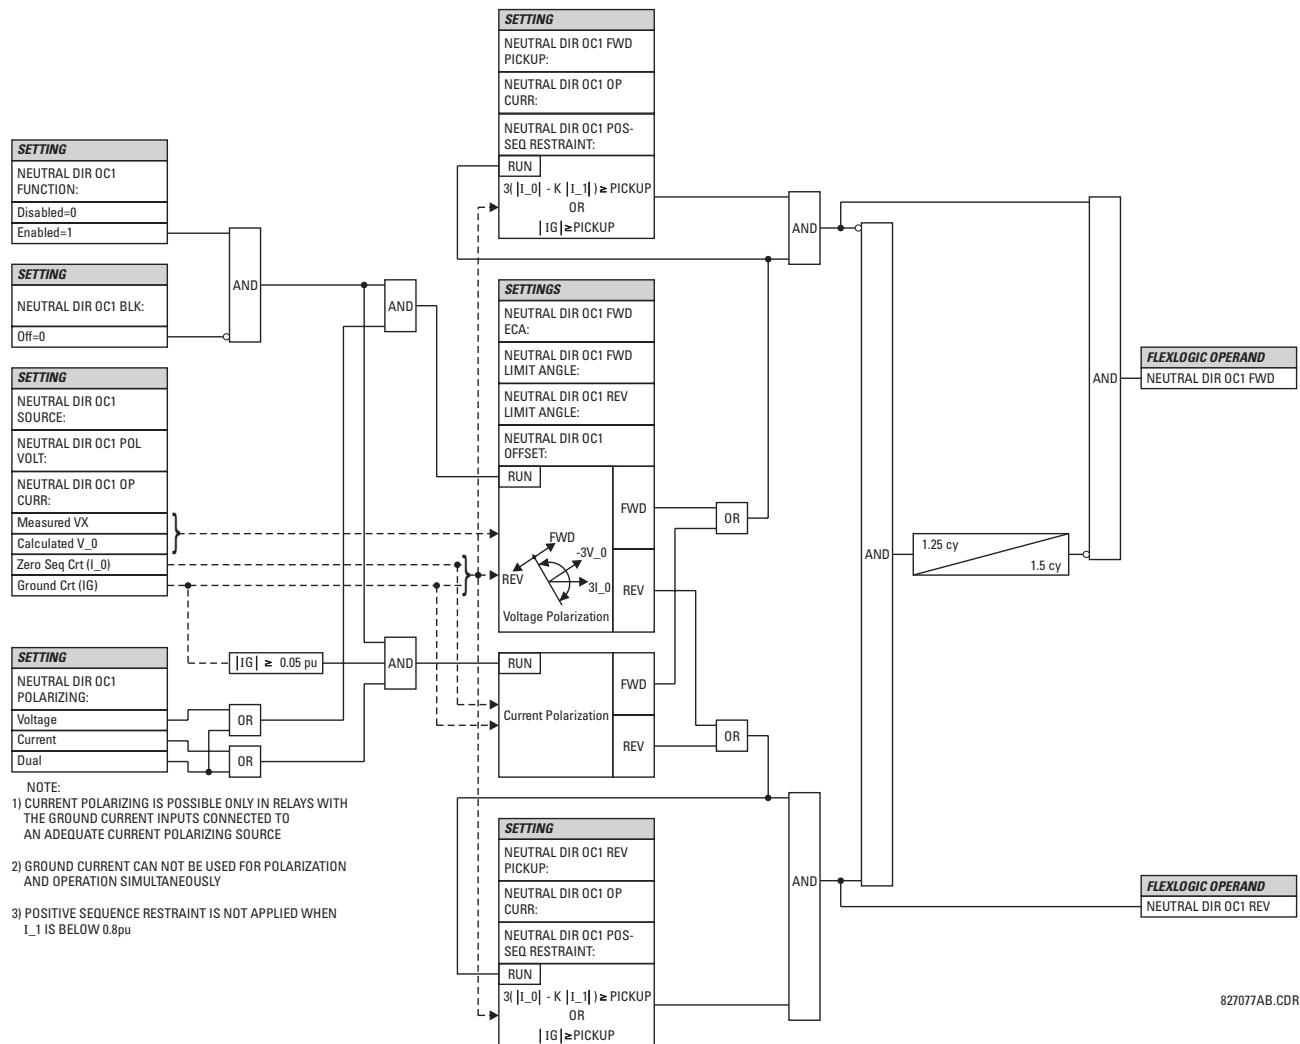 SETTING
NEUTRAL DIR OC1
FUNCTION:
Disabled=0
Enabled=1
SETTING
NEUTRAL DIR OC1 BLK:
Off=0
SETTING
NEUTRAL DIR OC1
SOURCE:
NEUTRAL DIR OC1 POL
VOLT:
NEUTRAL DIR OC1 OP
CURR:
Measured VX
Calculated V_0
Zero Seq Crt (I_0)
Ground Crt (IG)
SETTING
NEUTRAL DIR OC1
POLARIZING:
Voltage
Current
Dual
NOTE:
1) CURRENT POLARIZING IS POSSIBLE ONLY IN RELAYS WITH
THE GROUND CURRENT INPUTS CONNECTED TO
AN ADEQUATE CURRENT POLARIZING SOURCE
2) GROUND CURRENT CAN NOT BE USED FOR POLARIZATION
AND OPERATION SIMULTANEOUSLY
3) POSITIVE SEQUENCE RESTRAINT IS NOT APPLIED WHEN
I_1 IS BELOW 0.8pu
AND
|IG| ≥ 0.05 pu
OR
OR
AND
AND
SETTING
NEUTRAL DIR OC1 FWD
PICKUP:
NEUTRAL DIR OC1 OP
CURR:
NEUTRAL DIR OC1 POS-
SEQ RESTRAINT:
RUN
3( |I_0| - K |I_1| ) ≥ PICKUP
OR
|IG| ≥ PICKUP
SETTINGS
NEUTRAL DIR OC1 FWD
ECA:
NEUTRAL DIR OC1 FWD
LIMIT ANGLE:
NEUTRAL DIR OC1 REV
LIMIT ANGLE:
NEUTRAL DIR OC1
OFFSET:
RUN
FWD
REV
-3V_0
3I_0
Voltage Polarization
FWD
REV
RUN
Current Polarization
FWD
REV
SETTING
NEUTRAL DIR OC1 REV
PICKUP:
NEUTRAL DIR OC1 OP
CURR:
NEUTRAL DIR OC1 POS-
SEQ RESTRAINT:
RUN
3( |I_0| - K |I_1| ) ≥ PICKUP
OR
|IG| ≥ PICKUP
OR
OR
AND
AND
AND
1.25 cy
1.5 cy
AND
FLEXLOGIC OPERAND
NEUTRAL DIR OC1 FWD
FLEXLOGIC OPERAND
NEUTRAL DIR OC1 REV
827077AB.CDR